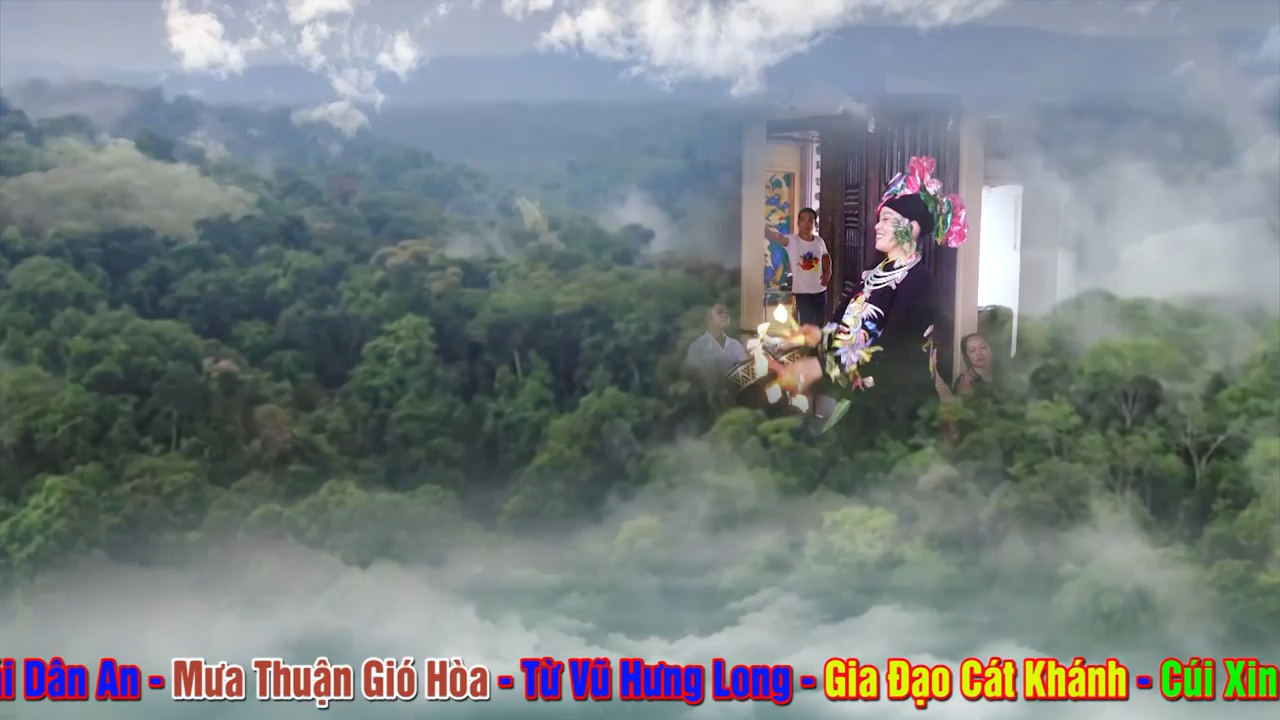 Dân An - Mưa Thuận Gió Hòa - Từ Vũ Hưng Long - Gia Đạo Cát Khánh - Cúi Xin